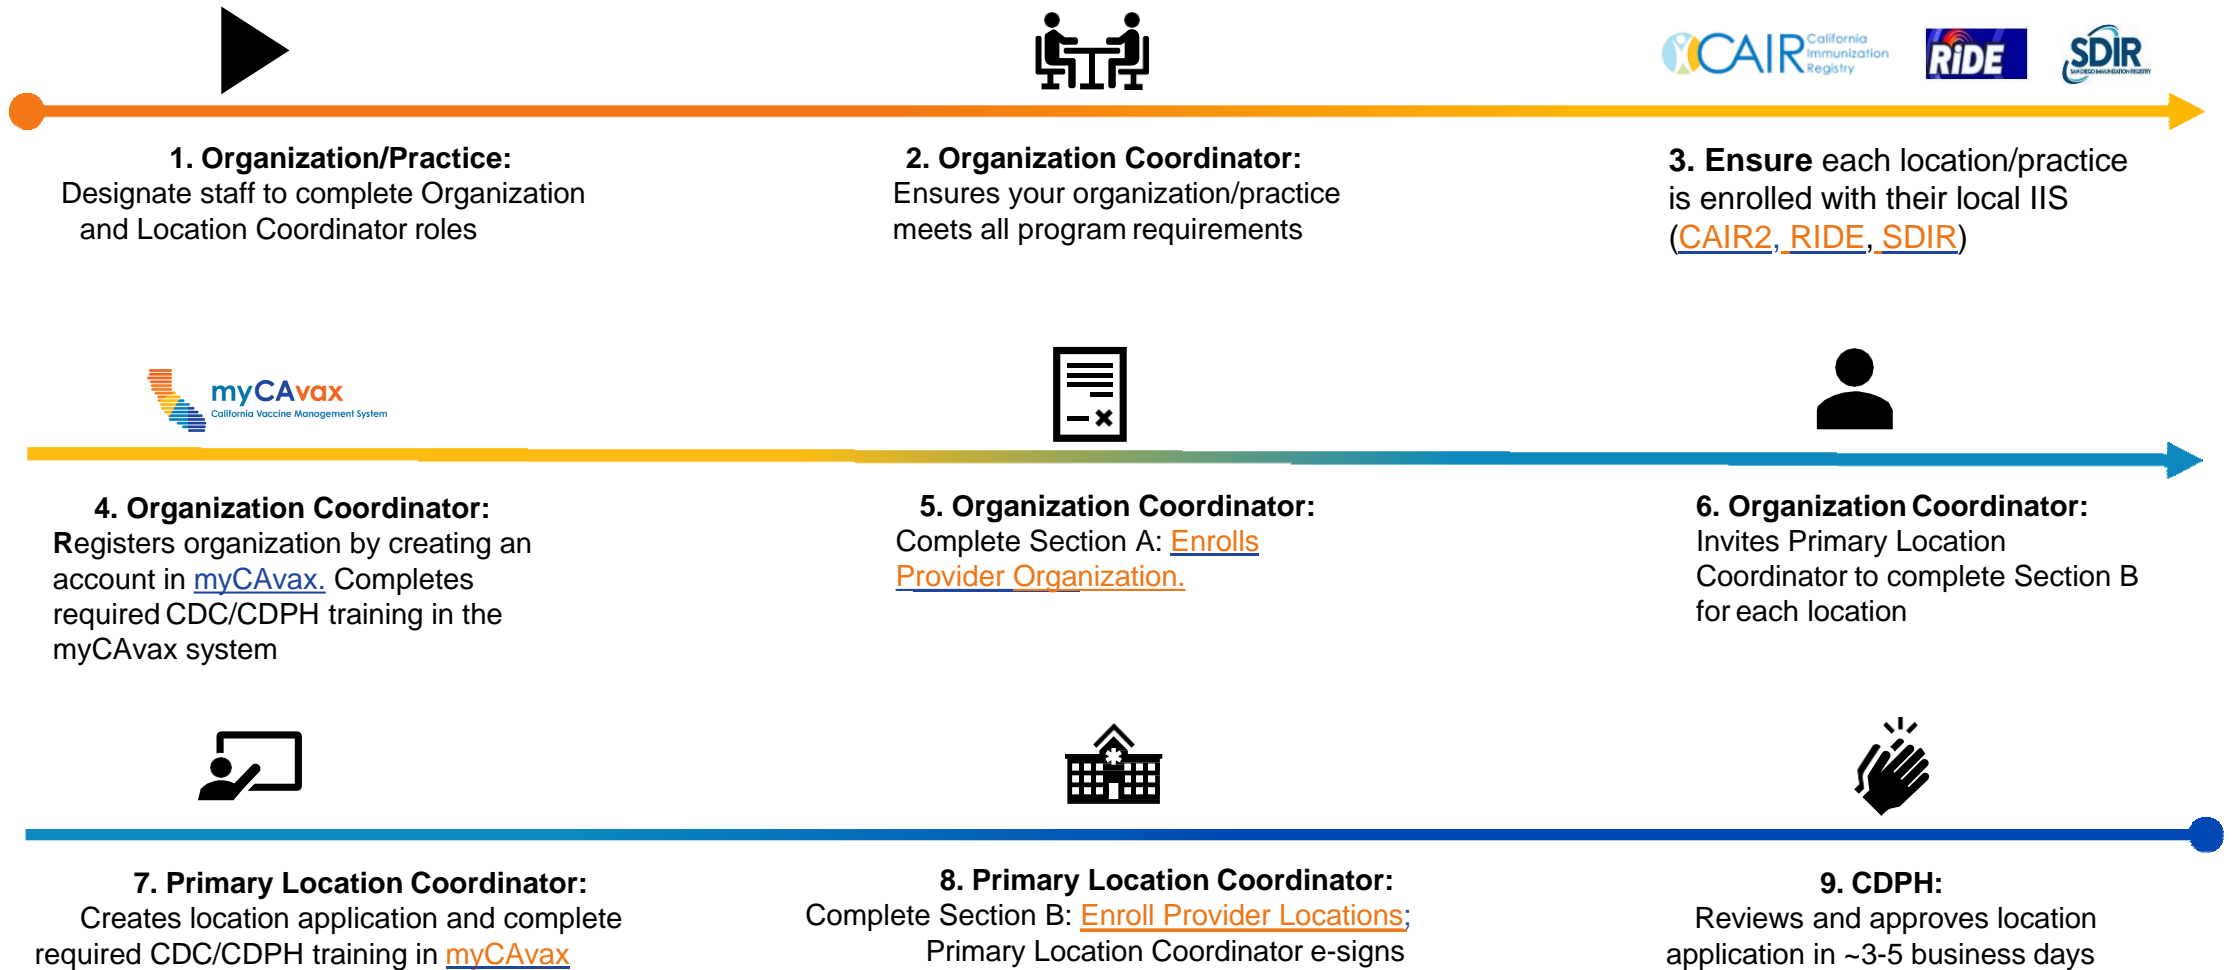 CAIR California
Immunization
Registry
RiDE
SDIR
SAN DIEGO IMMUNIZATION REGISTRY
1. Organization/Practice:
Designate staff to complete Organization
and Location Coordinator roles
2. Organization Coordinator:
Ensures your organization/practice
meets all program requirements
3. Ensure each location/practice
is enrolled with their local IIS
(CAIR2, RIDE, SDIR)
myCAvax
California Vaccine Management System
4. Organization Coordinator:
Registers organization by creating an
account in myCAvax. Completes
required CDC/CDPH training in the
myCAvax system
5. Organization Coordinator:
Complete Section A: Enrolls
Provider Organization.
6. Organization Coordinator:
Invites Primary Location
Coordinator to complete Section B
for each location
7. Primary Location Coordinator:
Creates location application and complete
required CDC/CDPH training in myCAvax
8. Primary Location Coordinator:
Complete Section B: Enroll Provider Locations;
Primary Location Coordinator e-signs
9. CDPH:
Reviews and approves location
application in ~3-5 business days